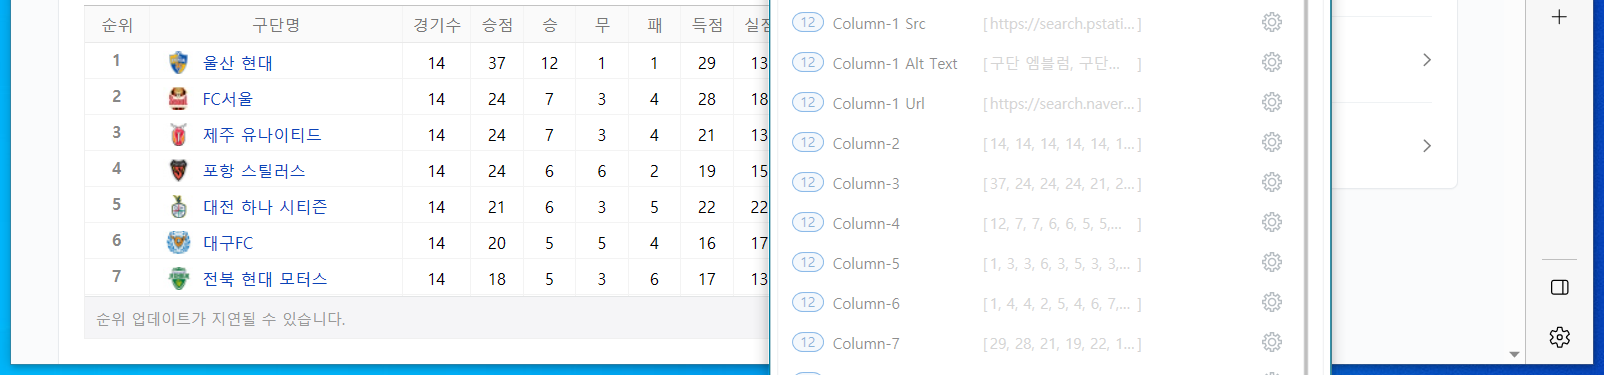 순위 구단명 경기수 승점 승 무 패 득점 실점
1 울산 현대 14 37 12 1 1 29 13
2 FC서울 14 24 7 3 4 28 18
3 제주 유나이티드 14 24 7 3 4 21 13
4 포항 스틸러스 14 24 6 6 2 19 15
5 대전 하나 시티즌 14 21 6 3 5 22 22
6 대구FC 14 20 5 5 4 16 17
7 전북 현대 모터스 14 18 5 3 6 17 13
순위 업데이트가 지연될 수 있습니다.
12 Column-1 Src [https://search.pstati...]
12 Column-1 Alt Text [구단 엠블럼, 구단... ]
12 Column-1 Url [https://search.naver...]
12 Column-2 [14, 14, 14, 14, 14, 1...]
12 Column-3 [37, 24, 24, 24, 21, 2...]
12 Column-4 [12, 7, 7, 6, 6, 5, 5,... ]
12 Column-5 [1, 3, 3, 6, 3, 5, 3, 3,...]
12 Column-6 [1, 4, 4, 2, 5, 4, 6, 7,...]
12 Column-7 [29, 28, 21, 19, 22, 1...]